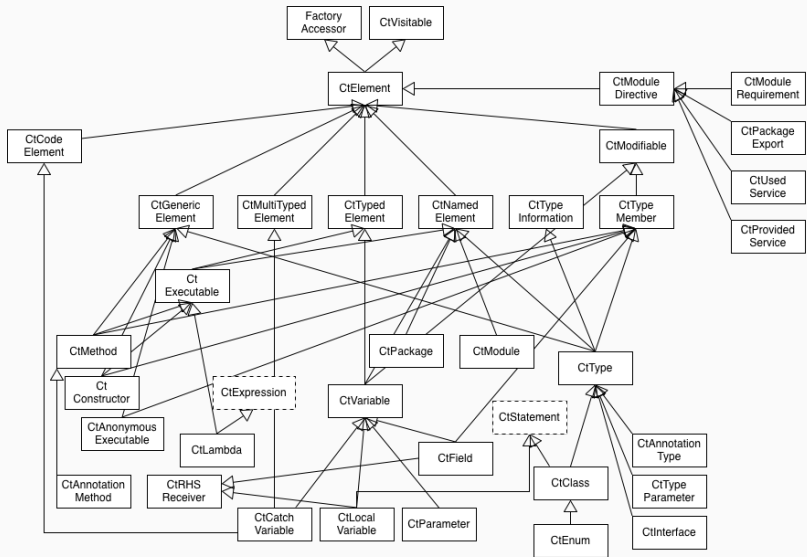 Factory
Accessor
CtVisitable
CtElement
CtModule
Directive
CtModule
Requirement
CtPackage
Export
CtUsed
Service
CtProvided
Service
CtCode
Element
CtModifiable
CtGeneric
Element
CtMultiTyped
Element
CtTyped
Element
CtNamed
Element
CtType
Information
CtType
Member
Ct
Executable
CtMethod
CtPackage
CtModule
CtType
Ct
Constructor
CtExpression
CtVariable
CtStatement
CtAnonymous
Executable
CtLambda
CtField
CtAnnotation
Type
CtAnnotation
Method
CtRHS
Receiver
CtClass
CtType
Parameter
CtCatch
Variable
CtLocal
Variable
CtParameter
CtEnum
CtInterface